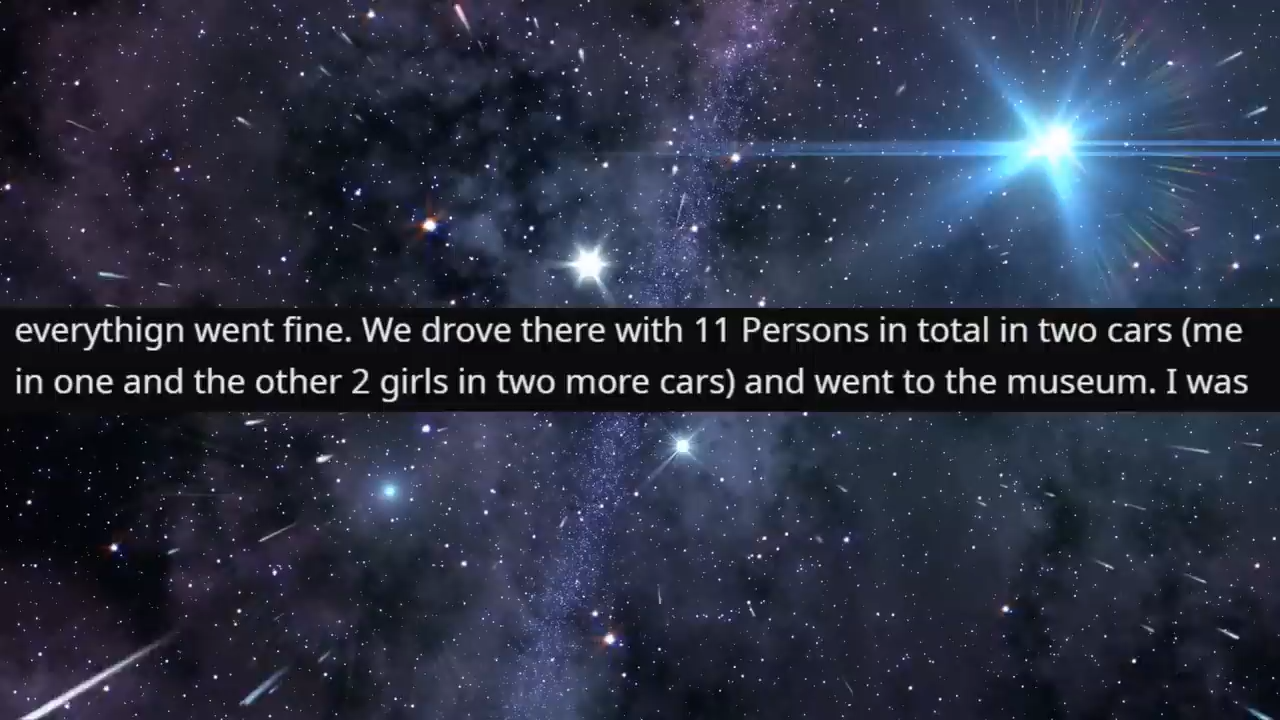 everythign went fine. We drove there with 11 Persons in total in two cars (me
in one and the other 2 girls in two more cars) and went to the museum. I was